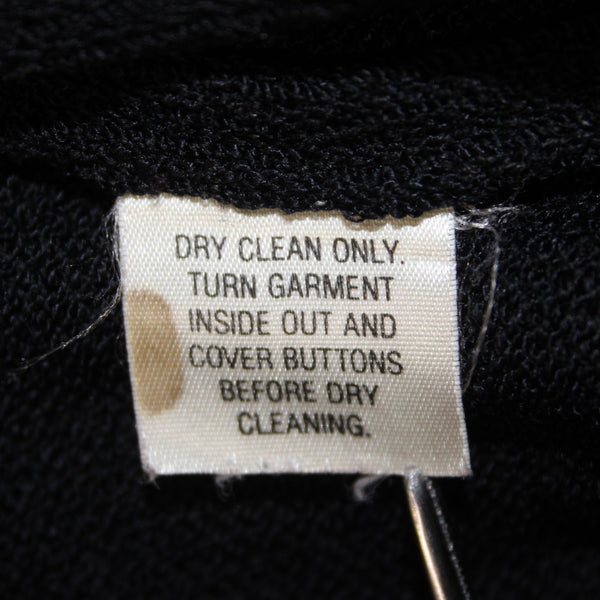 DRY CLEAN ONLY.
TURN GARMENT
INSIDE OUT AND
COVER BUTTONS
BEFORE DRY
CLEANING.